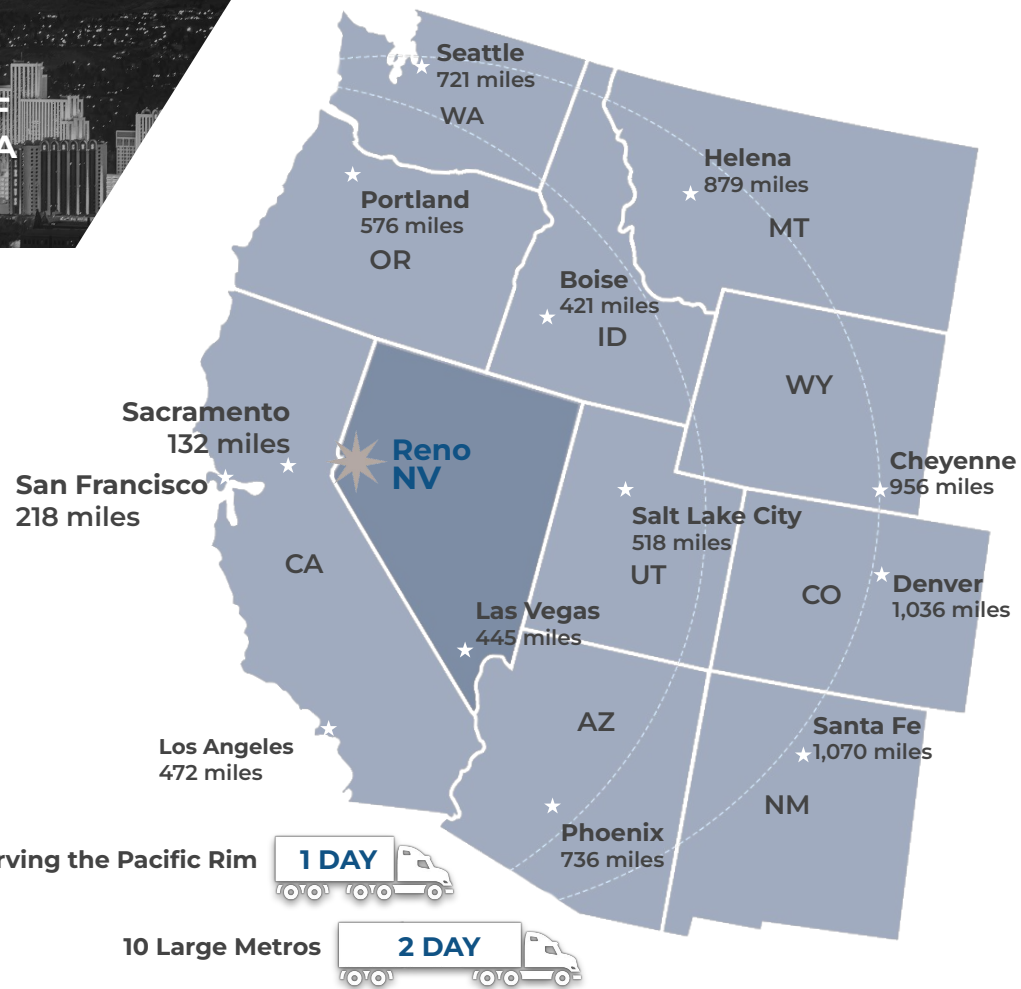 Seattle
721 miles
WA
Helena
879 miles
MT
Portland
576 miles
OR
Boise
421 miles
ID
WY
Sacramento
132 miles
Reno
NV
San Francisco
218 miles
Cheyenne
956 miles
Salt Lake City
518 miles
UT
CA
CO
Denver
1,036 miles
Las Vegas
445 miles
AZ
Santa Fe
1,070 miles
Los Angeles
472 miles
NM
Phoenix
736 miles
the Pacific Rim
1 DAY
10 Large Metros
2 DAY